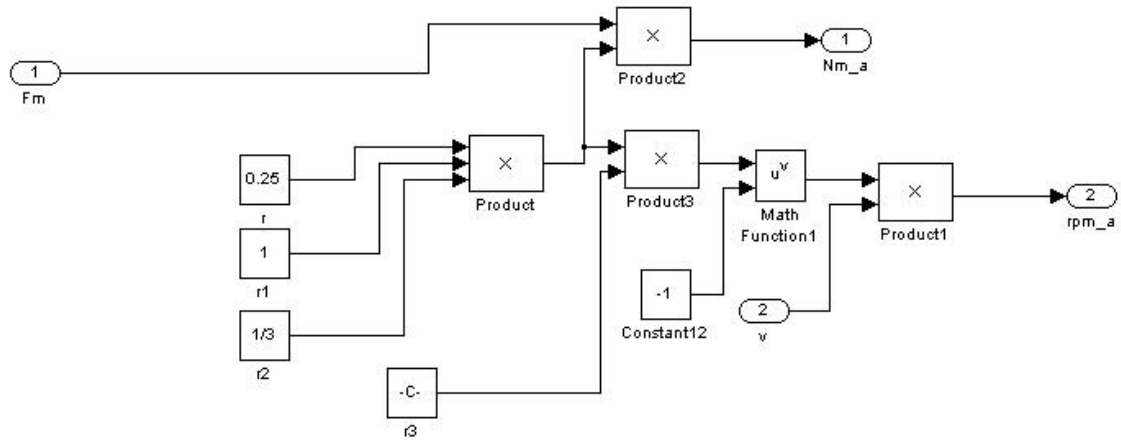 1
Fm
×
Product2
1
Nm_a
0.25
r
×
Product
×
Product3
u^v
Math
Function1
×
Product1
2
rpm_a
1
r1
1/3
r2
-1
Constant12
2
v
-C-
r3